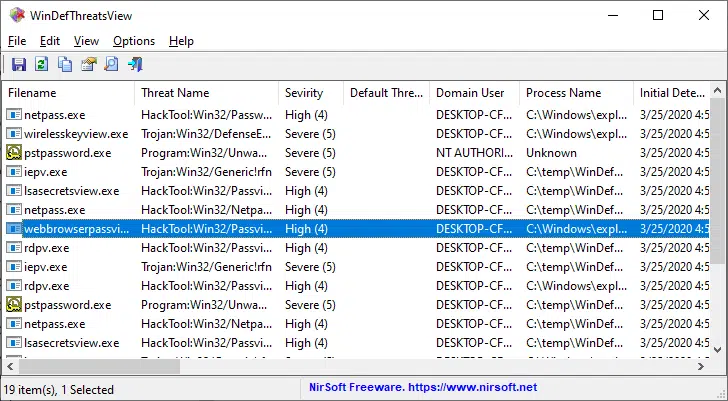 WinDefThreatsView
File Edit View Options Help
Filename Threat Name Sevirity Default Thre... Domain User Process Name Initial Dete...
netpass.exe HackTool:Win32/Passw... High (4) DESKTOP-CF... C:\Windows\expl... 3/25/2020 4:5
wirelesskeyview.exe Trojan:Win32/DefenseE... Severe (5) DESKTOP-CF... C:\Windows\expl... 3/25/2020 4:5
pstpassword.exe Program:Win32/Unwa... Severe (5) NT AUTHORI... Unknown 3/25/2020 4:5
iepv.exe Trojan:Win32/Generic!rfn Severe (5) DESKTOP-CF... C:\temp\WinDef... 3/25/2020 4:5
lsasecretsview.exe HackTool:Win32/Passvi... High (4) DESKTOP-CF... C:\temp\WinDef... 3/25/2020 4:5
netpass.exe HackTool:Win32/Netpa... High (4) DESKTOP-CF... C:\temp\WinDef... 3/25/2020 4:5
webbrowserpassvi... HackTool:Win32/Passvi... High (4) DESKTOP-CF... C:\Windows\expl... 3/25/2020 4:5
rdpv.exe HackTool:Win32/Passvi... High (4) DESKTOP-CF... C:\temp\WinDef... 3/25/2020 4:5
iepv.exe Trojan:Win32/Generic!rfn Severe (5) DESKTOP-CF... C:\temp\WinDef... 3/25/2020 4:5
rdpv.exe HackTool:Win32/Passvi... High (4) DESKTOP-CF... C:\Windows\expl... 3/25/2020 4:5
pstpassword.exe Program:Win32/Unwa... Severe (5) DESKTOP-CF... C:\temp\WinDef... 3/25/2020 4:5
netpass.exe HackTool:Win32/Passvi... High (4) DESKTOP-CF... C:\temp\WinDef... 3/25/2020 4:5
lsasecretsview.exe HackTool:Win32/Passvi... High (4) DESKTOP-CF... C:\temp\WinDef... 3/25/2020 4:5
19 item(s), 1 Selected NirSoft Freeware. https://www.nirsoft.net